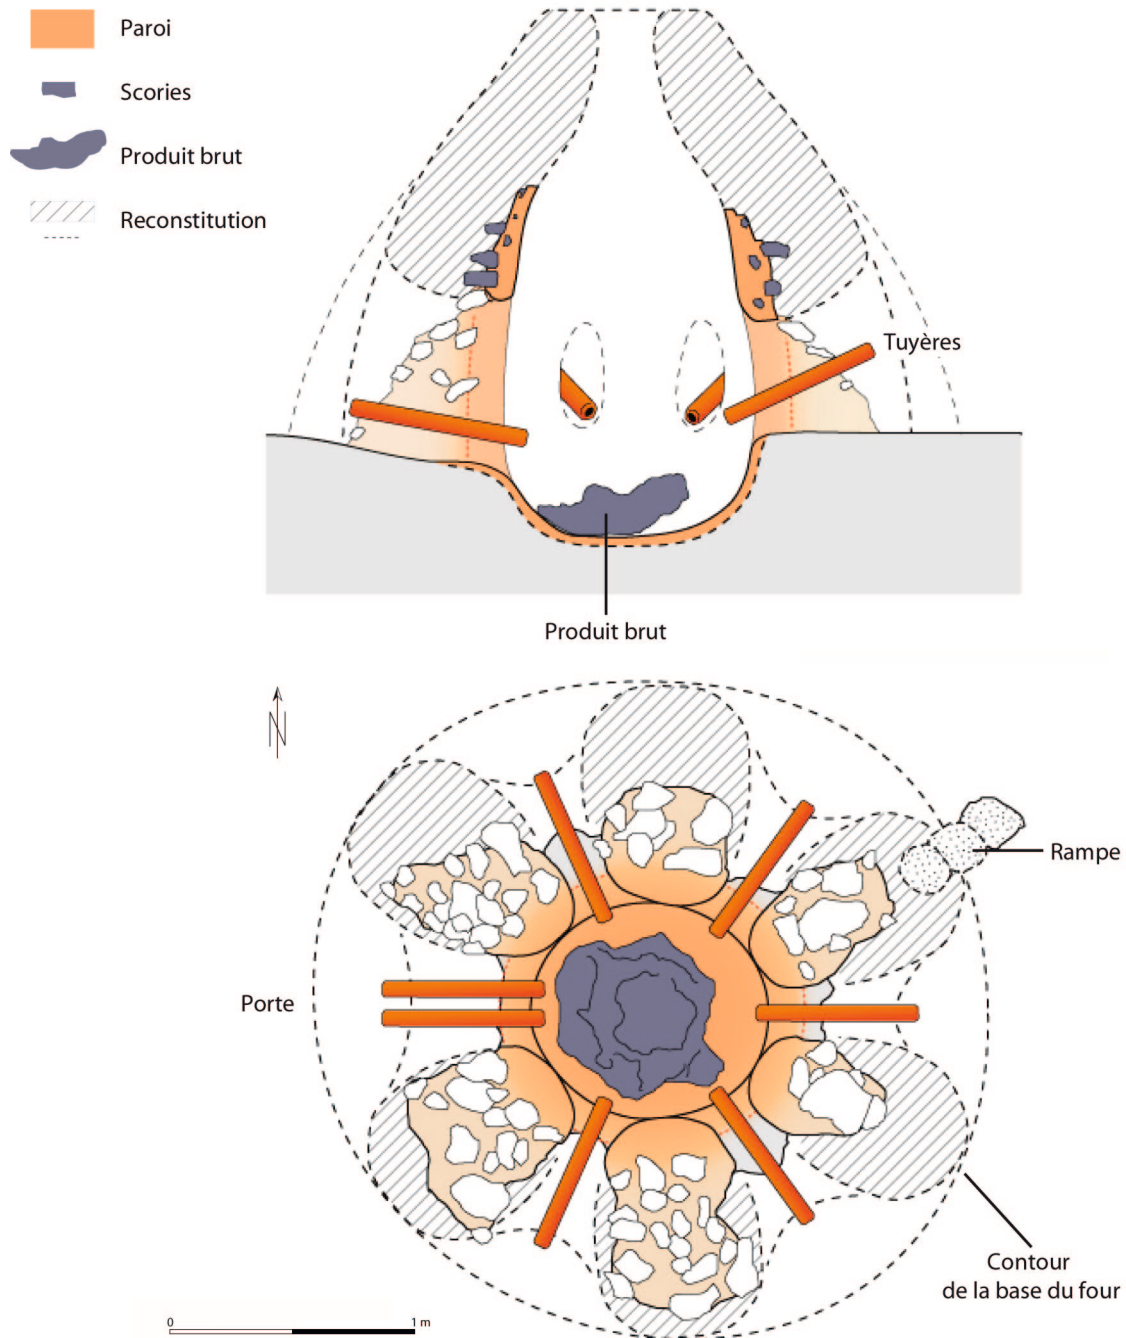 Paroi
Scories
Produit brut
Reconstitution
Tuyères
Produit brut
N
Rampe
Porte
Contour
de la base du four
0 1 m